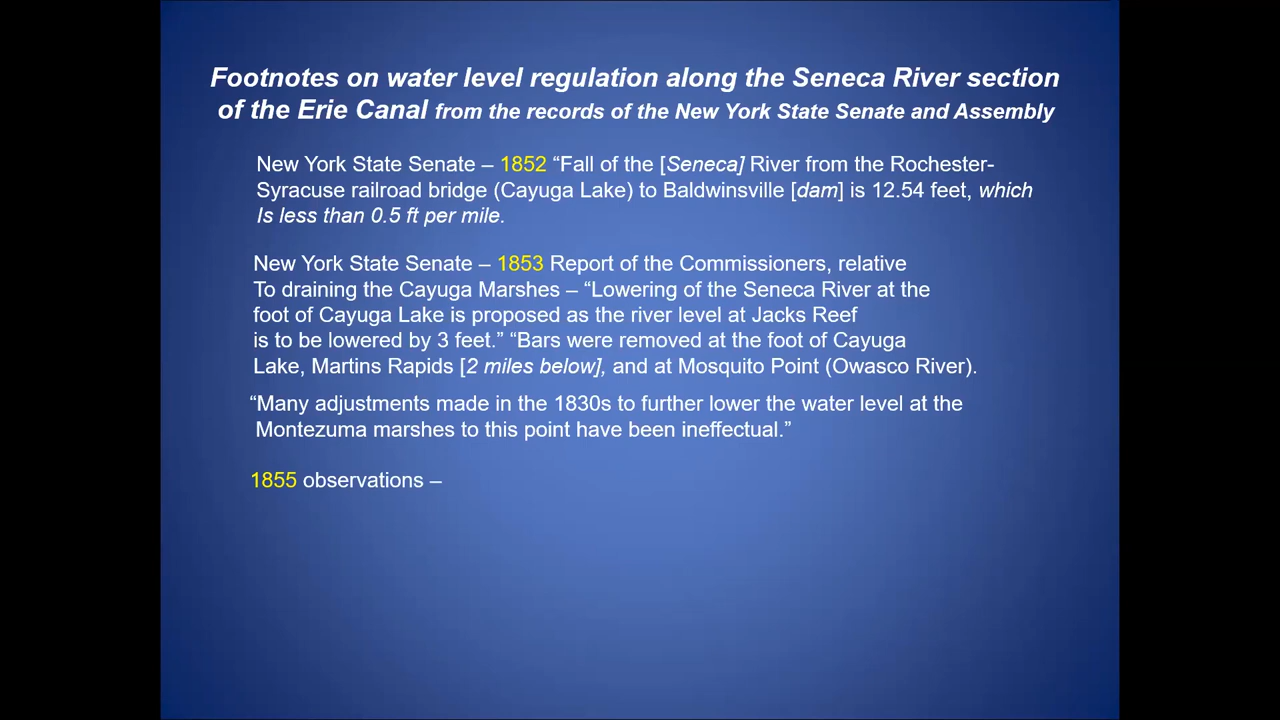 Footnotes on water level regulation along the Seneca River section
of the Erie Canal from the records of the New York State Senate and Assembly
New York State Senate – 1852 “Fall of the [Seneca] River from the Rochester-
Syracuse railroad bridge (Cayuga Lake) to Baldwinsville [dam] is 12.54 feet, which
Is less than 0.5 ft per mile.
New York State Senate – 1853 Report of the Commissioners, relative
To draining the Cayuga Marshes – “Lowering of the Seneca River at the
foot of Cayuga Lake is proposed as the river level at Jacks Reef
is to be lowered by 3 feet.” “Bars were removed at the foot of Cayuga
Lake, Martins Rapids [2 miles below], and at Mosquito Point (Owasco River).
“Many adjustments made in the 1830s to further lower the water level at the
Montezuma marshes to this point have been ineffectual.”
1855 observations –